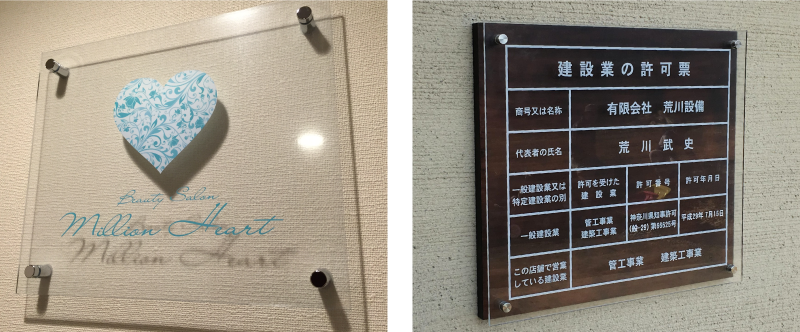 Beauty Salon
Million Heart
建設業の許可票
商号又は名称
有限会社 荒川設備
代表者の氏名
荒川武史
一般建設業又は
特定建設業の別
許可を受けた
建設業
許可番号
許可年月日
一般建設業
管工事業
建築工事業
神奈川県知事許可
(般-29) 第66525号
平成29年 7月15日
この店舗で営業
している建設業
管工事業 建築工事業